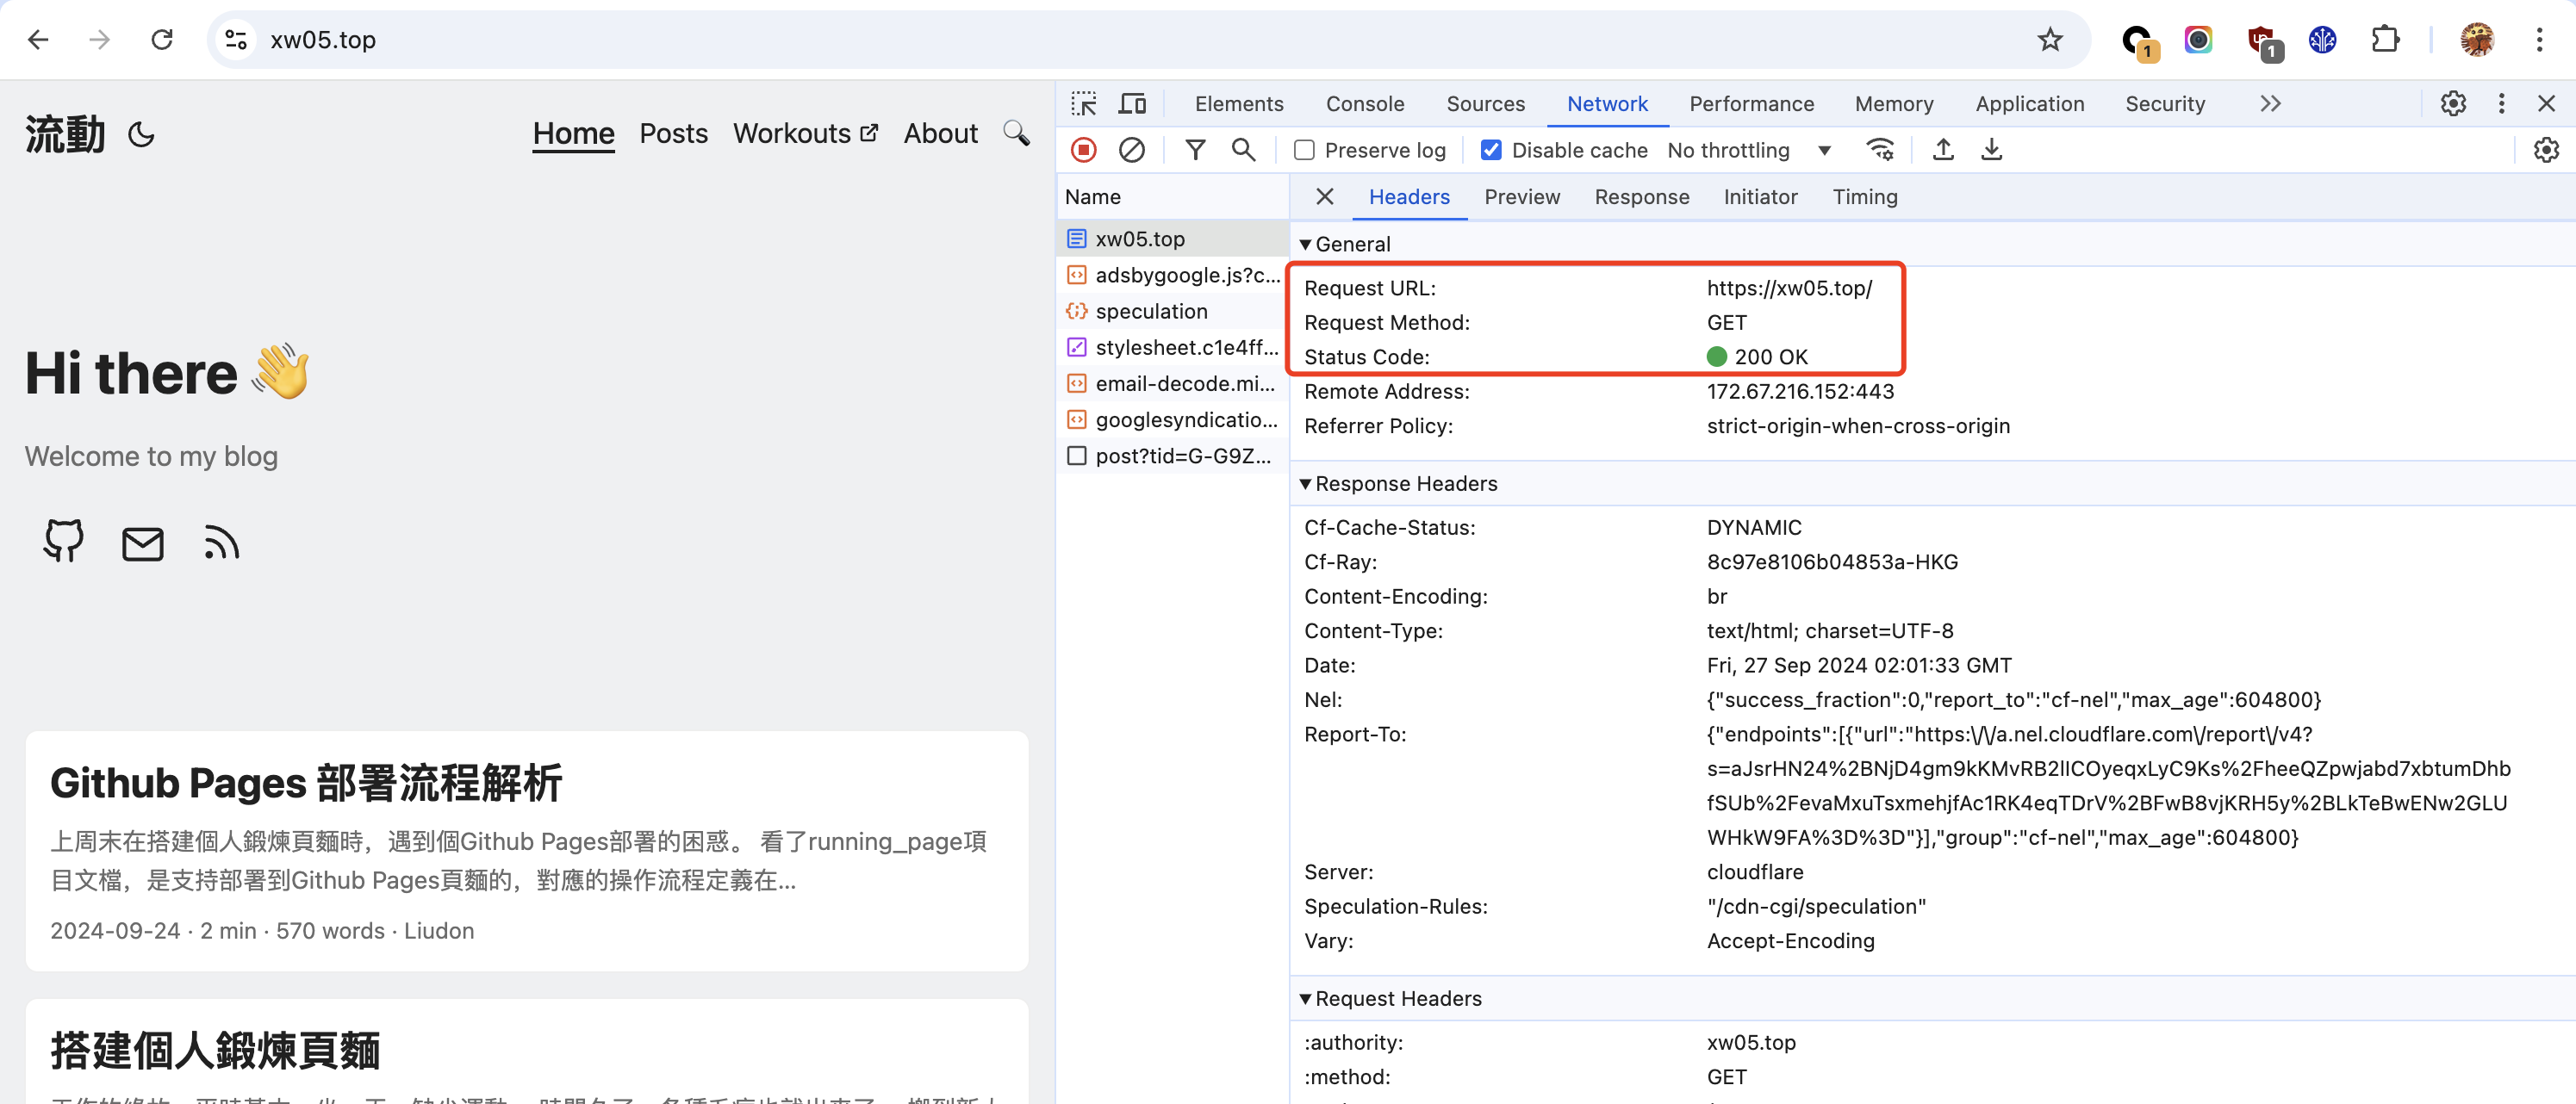 xw05.top
1
1
流動
Home
Posts
Workouts
About
Hi there 👋
Welcome to my blog
Github Pages 部署流程解析
上周末在搭建個人鍛煉頁麵時，遇到個Github Pages部署的困惑。 看了running_page項
目文檔，是支持部署到Github Pages頁麵的，對應的操作流程定義在...
2024-09-24 · 2 min · 570 words · Liudon
搭建個人鍛煉頁麵
Elements Console Sources Network Performance Memory Application Security
Preserve log Disable cache No throttling
Name
xw05.top
adsbygoogle.js?c...
speculation
stylesheet.c1e4ff...
email-decode.mi...
googlesyndicatio...
post?tid=G-G9Z...
Headers Preview Response Initiator Timing
General
Request URL: https://xw05.top/
Request Method: GET
Status Code: 200 OK
Remote Address: 172.67.216.152:443
Referrer Policy: strict-origin-when-cross-origin
Response Headers
Cf-Cache-Status: DYNAMIC
Cf-Ray: 8c97e8106b04853a-HKG
Content-Encoding: br
Content-Type: text/html; charset=UTF-8
Date: Fri, 27 Sep 2024 02:01:33 GMT
Nel: {"success_fraction":0,"report_to":"cf-nel","max_age":604800}
Report-To: {"endpoints":[{"url":"https:\/\/a.nel.cloudflare.com\/report\/v4?
s=aJsrHN24%2BNjD4gm9kKMvRB2lICOyeqxLyC9Ks%2FheeQZpwjabd7xbtumDhb
fSUb%2FevaMxuTsxmehjfAc1RK4eqTDrV%2BFwB8vjKRH5y%2BLkTeBwENw2GLU
WHkW9FA%3D%3D"}],"group":"cf-nel","max_age":604800}
Server: cloudflare
Speculation-Rules: "/cdn-cgi/speculation"
Vary: Accept-Encoding
Request Headers
:authority: xw05.top
:method: GET